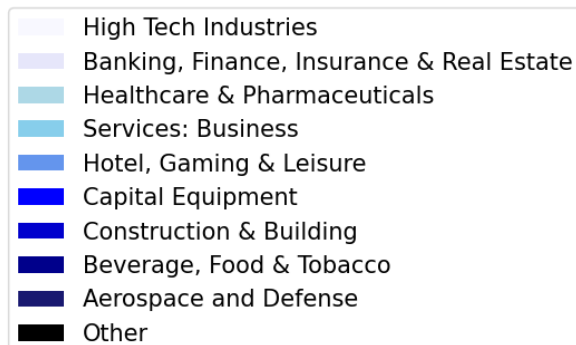 High Tech Industries
Banking, Finance, Insurance & Real Estate
Healthcare & Pharmaceuticals
Services: Business
Hotel, Gaming & Leisure
Capital Equipment
Construction & Building
Beverage, Food & Tobacco
Aerospace and Defense
Other